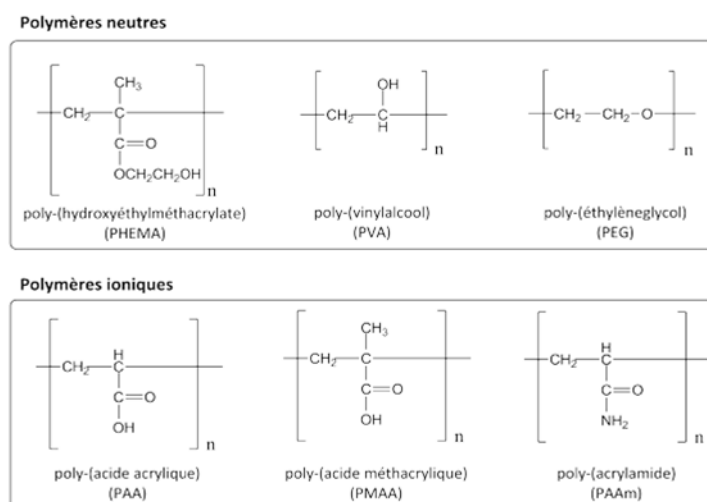 Polymères neutres
CH3
CH2 C
C=O
OCH2CH2OH
n
poly-(hydroxyéthylméthacrylate)
(PHEMA)
OH
CH2 C
H
n
poly-(vinylalcool)
(PVA)
CH2 CH2 O
n
poly-(éthylèneglycol)
(PEG)
Polymères ioniques
H
CH2 C
C=O
OH
n
poly-(acide acrylique)
(PAA)
CH3
CH2 C
C=O
OH
n
poly-(acide méthacrylique)
(PMAA)
H
CH2 C
C=O
NH2
n
poly-(acrylamide)
(PAAm)